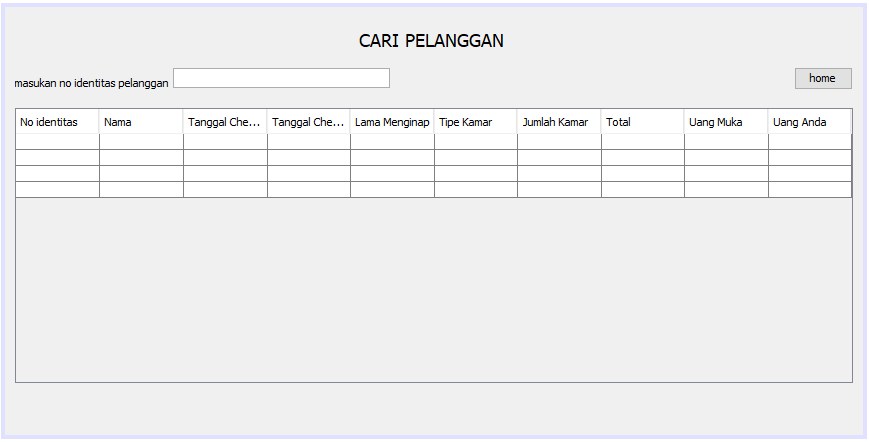 CARI PELANGGAN
masukan no identitas pelanggan
home
No identitas Nama Tanggal Che... Tanggal Che... Lama Menginap Tipe Kamar Jumlah Kamar Total Uang Muka Uang Anda